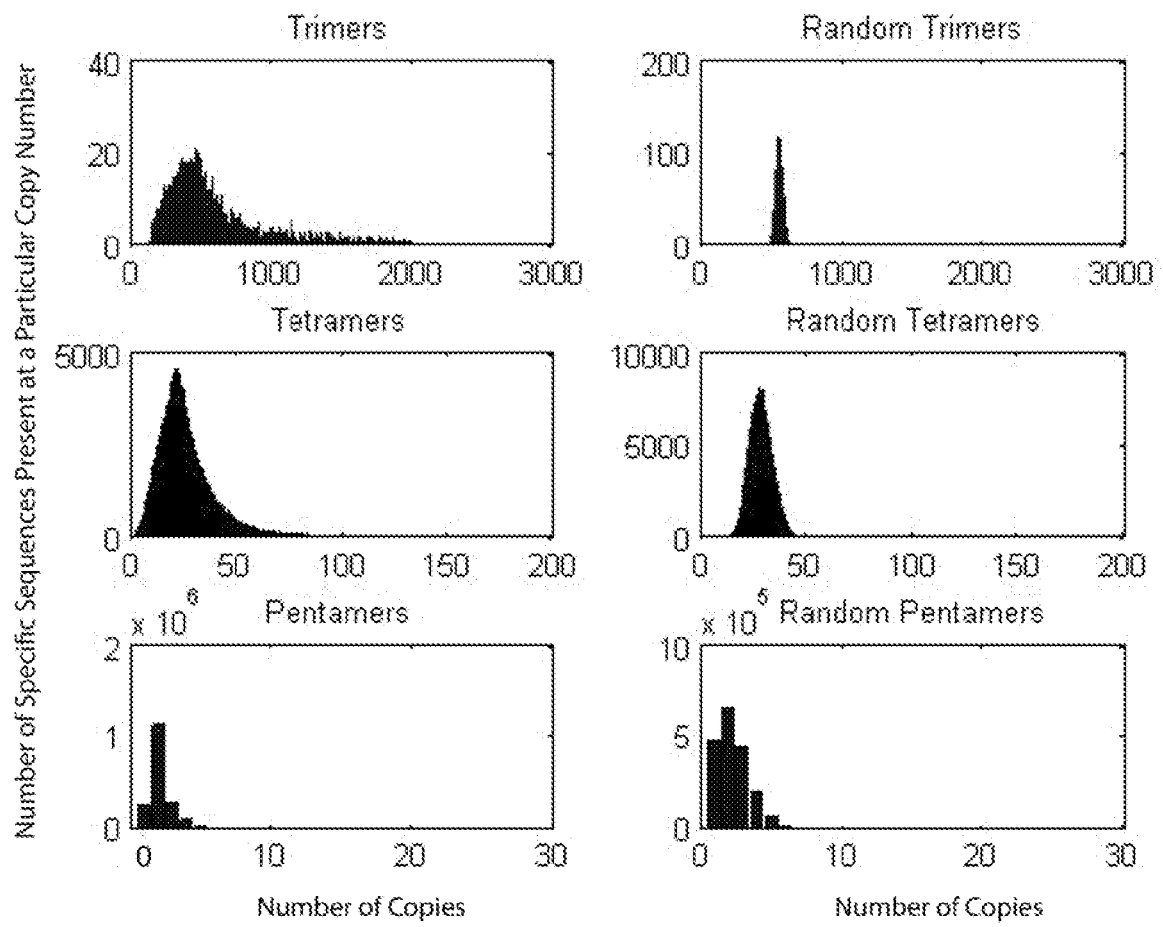 Number of Specific Sequences Present at a Particular Copy Number
Trimers
40
20
0
0 1000 2000 3000
Random Trimers
200
100
0
0 1000 2000 3000
Tetramers
5000
0
0 50 100 150 200
Random Tetramers
10000
5000
0
0 50 100 150 200
Pentamers
x 10^6
2
1
0
0 10 20 30
Number of Copies
Random Pentamers
x 10^5
10
5
0
0 10 20 30
Number of Copies